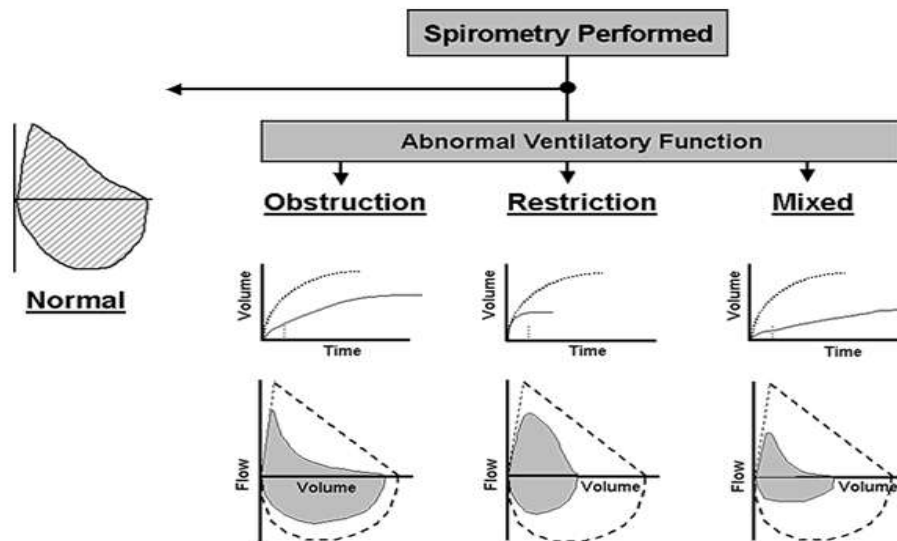 Spirometry Performed
Abnormal Ventilatory Function
Obstruction
Restriction
Mixed
Normal
Volume
Time
Volume
Time
Volume
Time
Flow
Volume
Flow
Volume
Flow
Volume